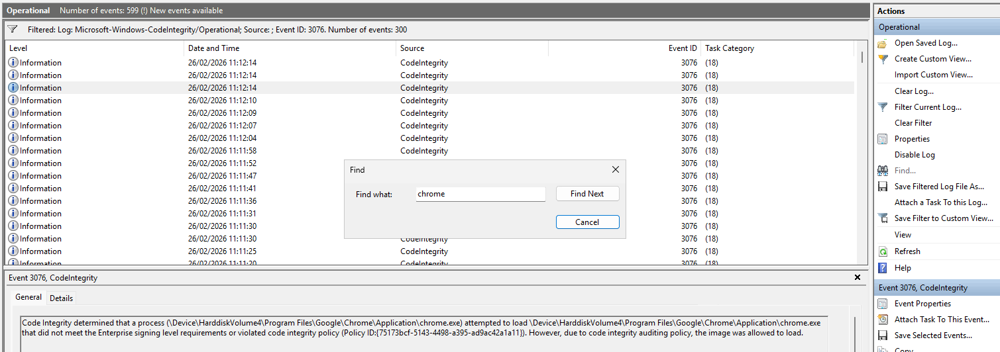 Operational Number of events: 599 (!) New events available
Filtered: Log: Microsoft-Windows-CodeIntegrity/Operational; Source: ; Event ID: 3076. Number of events: 300
Level Date and Time Source Event ID Task Category
Information 26/02/2026 11:12:14 CodeIntegrity 3076 (18)
Information 26/02/2026 11:12:14 CodeIntegrity 3076 (18)
Information 26/02/2026 11:12:14 CodeIntegrity 3076 (18)
Information 26/02/2026 11:12:10 CodeIntegrity 3076 (18)
Information 26/02/2026 11:12:09 CodeIntegrity 3076 (18)
Information 26/02/2026 11:12:07 CodeIntegrity 3076 (18)
Information 26/02/2026 11:12:04 CodeIntegrity 3076 (18)
Information 26/02/2026 11:11:58 CodeIntegrity 3076 (18)
Information 26/02/2026 11:11:52 3076 (18)
Information 26/02/2026 11:11:47 3076 (18)
Information 26/02/2026 11:11:41 3076 (18)
Information 26/02/2026 11:11:36 3076 (18)
Information 26/02/2026 11:11:31 3076 (18)
Information 26/02/2026 11:11:30 3076 (18)
Information 26/02/2026 11:11:30 CodeIntegrity 3076 (18)
Information 26/02/2026 11:11:25 CodeIntegrity 3076 (18)
Information 26/02/2026 11:11:20 CodeIntegrity 3076 (18)
Find
Find what: chrome Find Next
Cancel
Event 3076, CodeIntegrity
General Details
Code Integrity determined that a process (\Device\HarddiskVolume4\Program Files\Google\Chrome\Application\chrome.exe) attempted to load \Device\HarddiskVolume4\Program Files\Google\Chrome\Application\chrome.exe
that did not meet the Enterprise signing level requirements or violated code integrity policy (Policy ID:{75173bcf-5143-4498-a395-ad9ac42a1a11}). However, due to code integrity auditing policy, the image was allowed to load.
Actions
Operational
Open Saved Log...
Create Custom View...
Import Custom View...
Clear Log...
Filter Current Log...
Clear Filter
Properties
Disable Log
Find...
Save Filtered Log File As...
Attach a Task To this Log...
Save Filter to Custom View...
View
Refresh
Help
Event 3076, CodeIntegrity
Event Properties
Attach Task To This Event...
Save Selected Events...
Copy